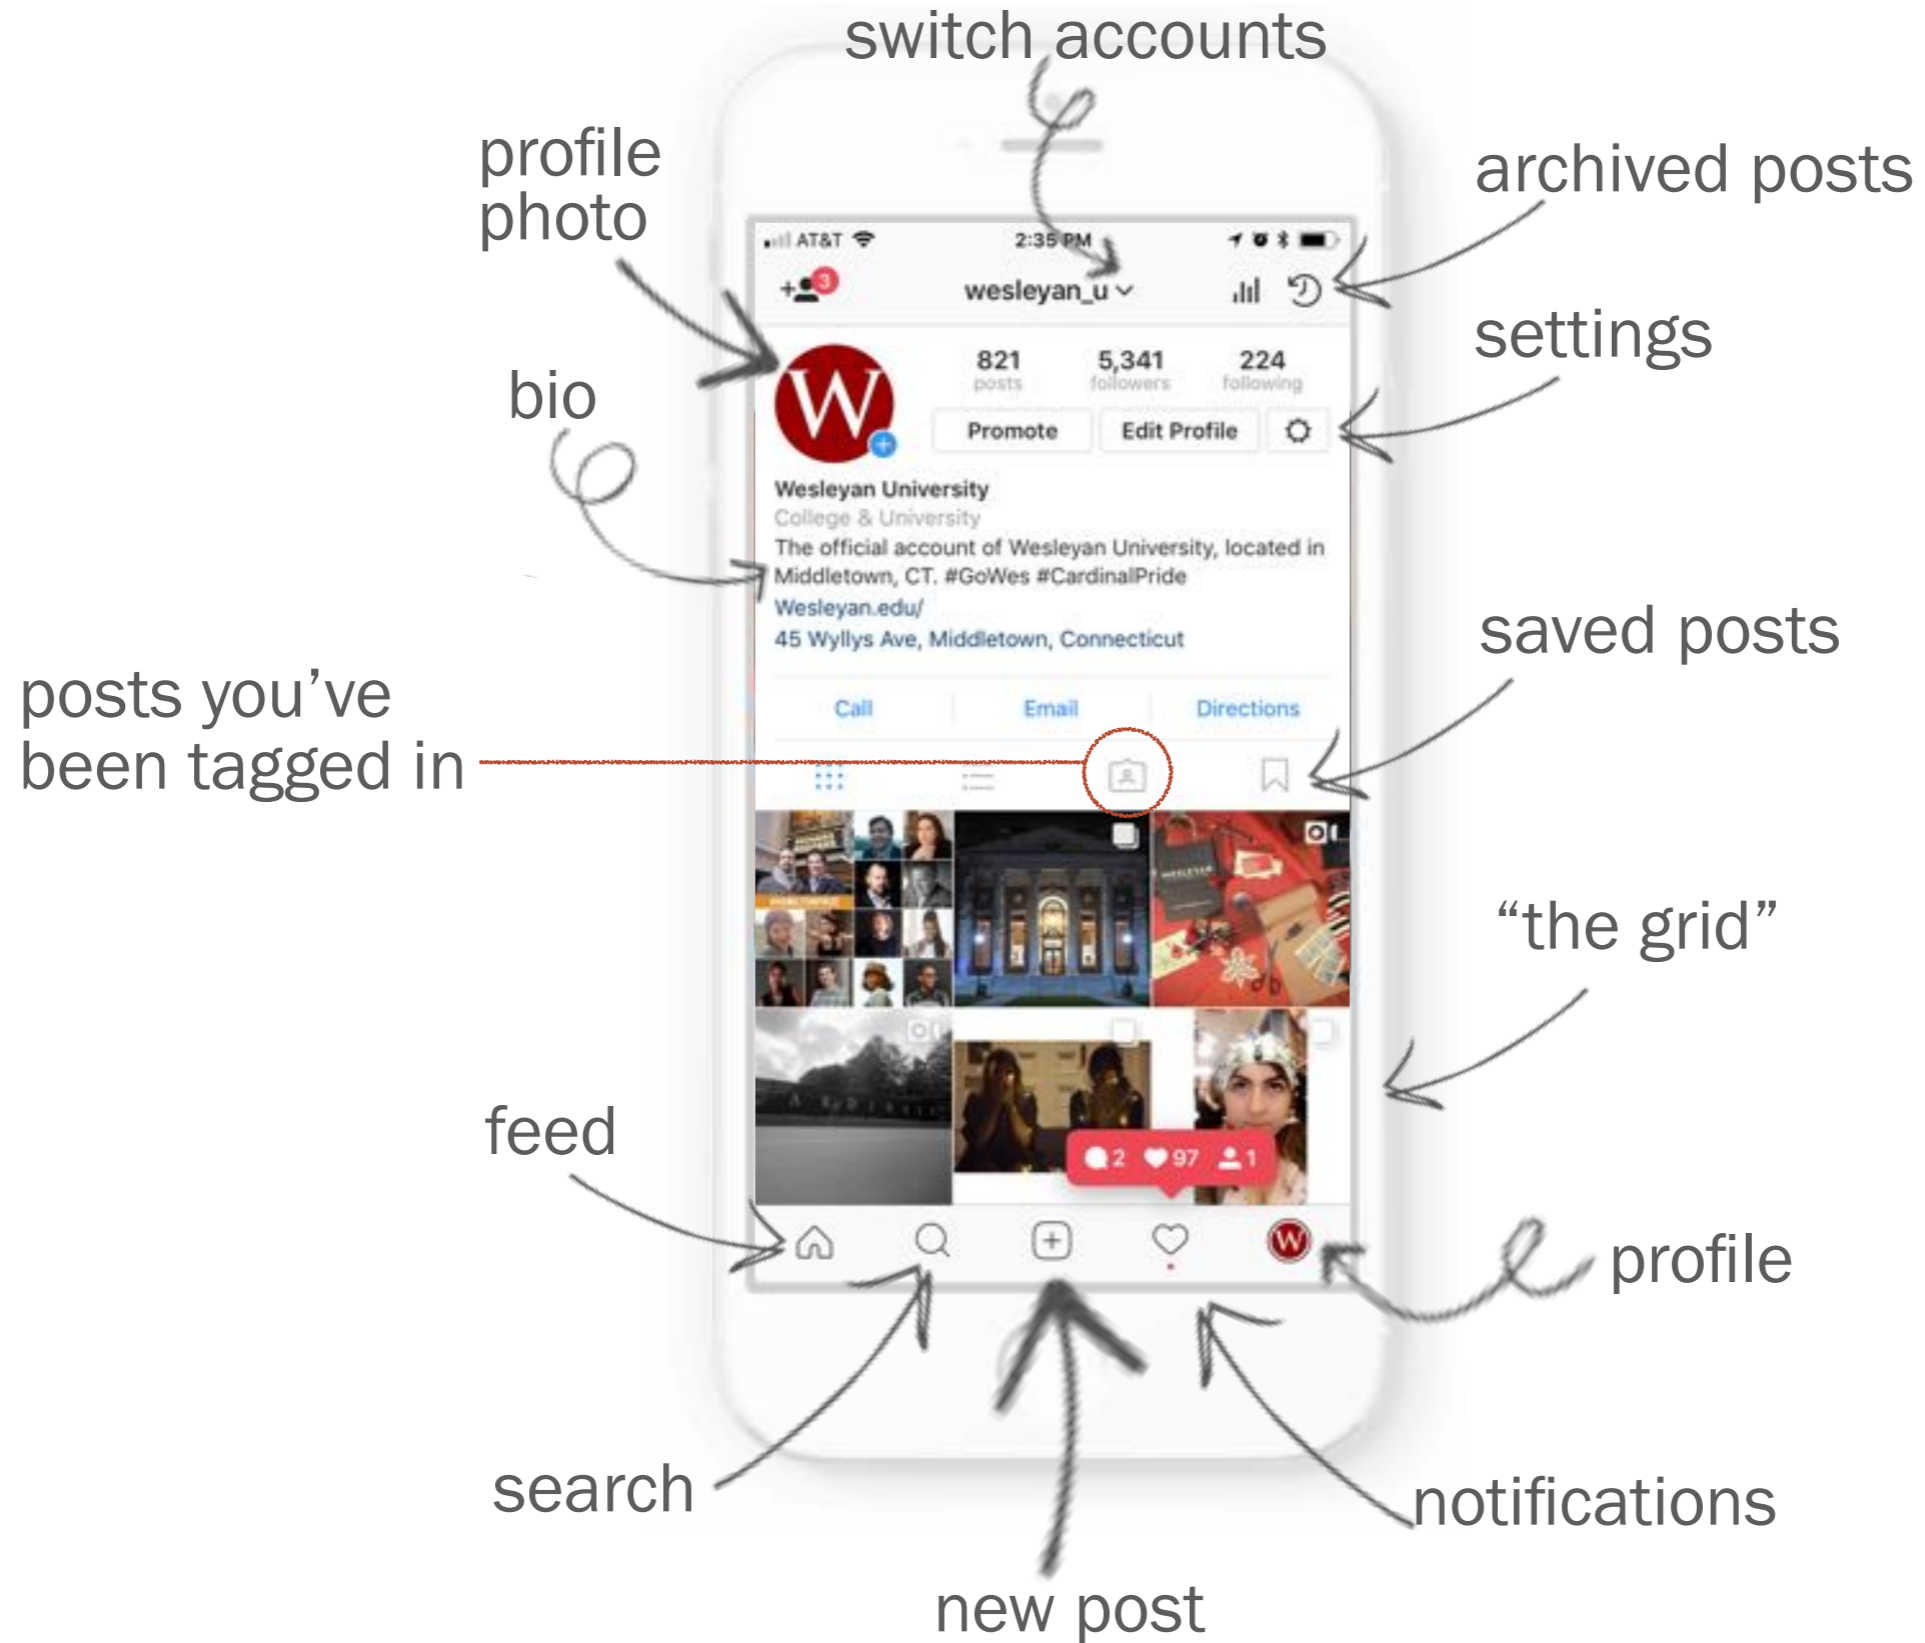 switch accounts
profile
photo
archived posts
AT&T
2:35 PM
3
wesleyan_u
settings
bio
W
821
5,341
224
posts
followers
following
Promote
Edit Profile
Wesleyan University
College & University
The official account of Wesleyan University, located in
Middletown, CT. #GoWes #CardinalPride
Wesleyan.edu/
45 Wyllys Ave, Middletown, Connecticut
saved posts
posts you’ve
been tagged in
Call
Email
Directions
WESLEYAN
“the grid”
feed
2
97
1
W
profile
search
notifications
new post